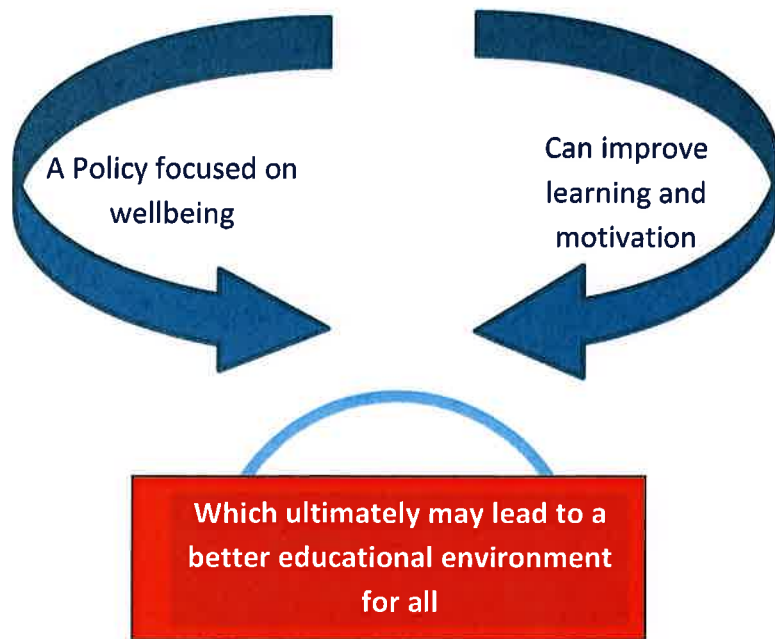 A Policy focused on
wellbeing
Can improve
learning and
motivation
Which ultimately may lead to a
better educational environment
for all